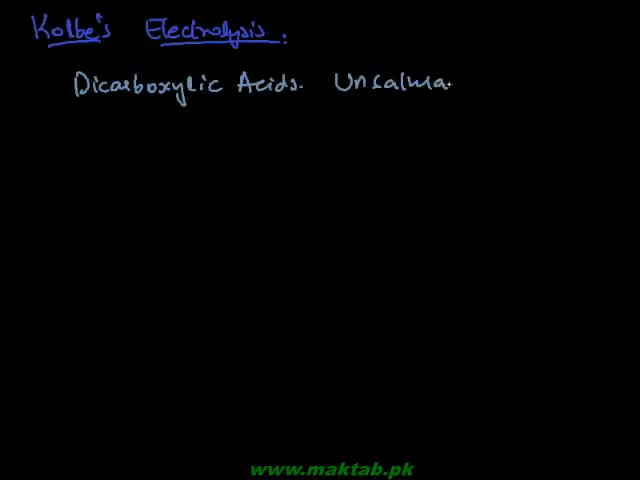 Kolbe's Electrolysis.
Dicarboxylic Acids. Unsatura
www.maktab.pk